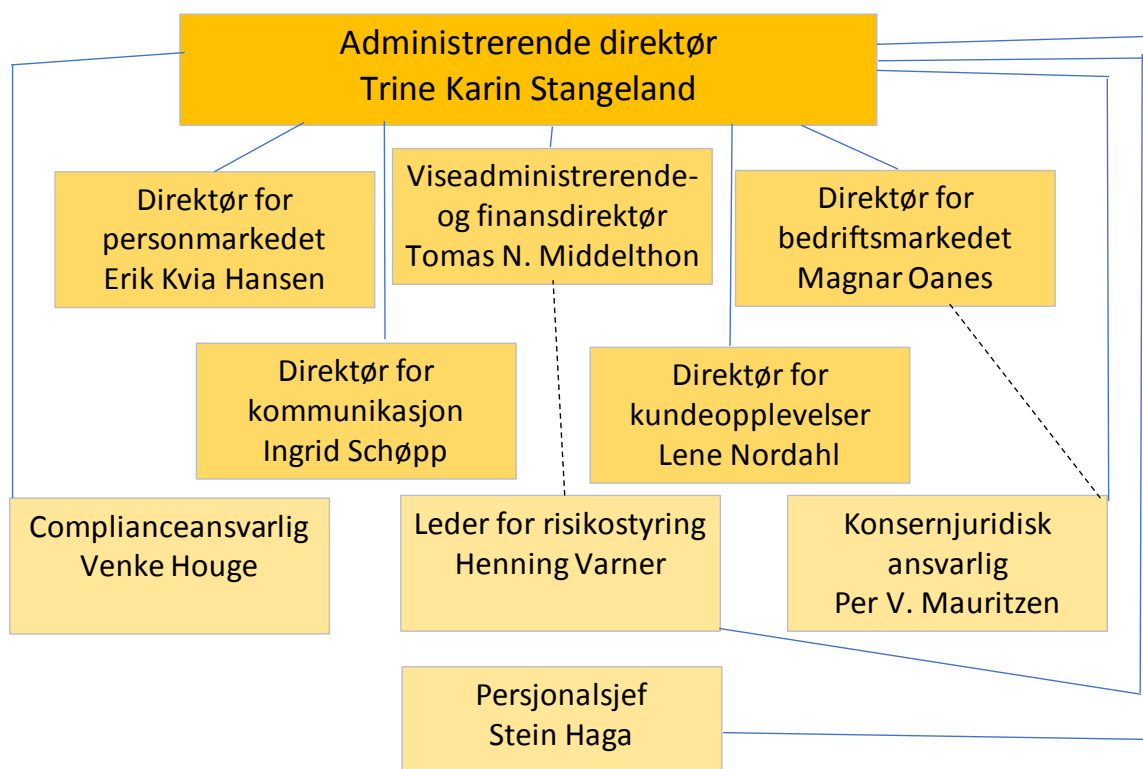 Administrerende direktør
Trine Karin Stangeland
Direktør for
personmarkedet
Erik Kvia Hansen
Viseadministrerende-
og finansdirektør
Tomas N. Middelthon
Direktør for
bedriftsmarkedet
Magnar Oanes
Direktør for
kommunikasjon
Ingrid Schøpp
Direktør for
kundeopplevelser
Lene Nordahl
Complianceansvarlig
Venke Houge
Leder for risikostyring
Henning Varner
Konsernjuridisk
ansvarlig
Per V. Mauritzen
Persjonalsjef
Stein Haga